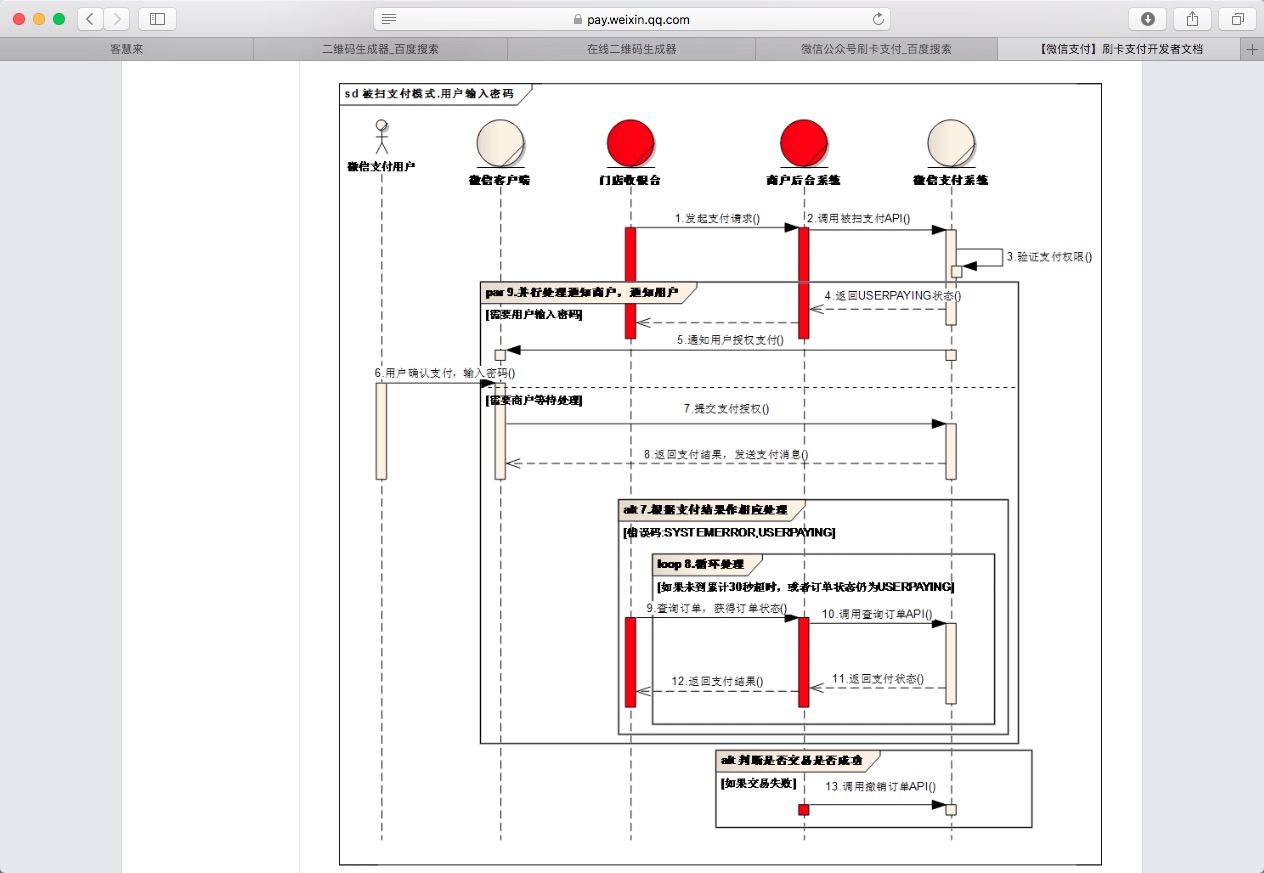 pay.weixin.qq.com
客慧来
二维码生成器_百度搜索
在线二维码生成器
微信公众号刷卡支付_百度搜索
【微信支付】刷卡支付开发者文档
sd 被扫支付模式.用户输入密码
微信支付用户
微信客户端
门店收银台
商户后台系统
微信支付系统
1.发起支付请求()
2.调用被扫支付API()
3.验证支付权限()
par 9.并行处理通知商户，通知用户
4.返回USERPAYING状态()
[需要用户输入密码]
5.通知用户授权支付()
6.用户确认支付，输入密码()
[需要商户等待处理]
7.提交支付授权()
8.返回支付结果，发送支付消息()
alt 7.根据支付结果作相应处理
[错误码:SYSTEMERROR,USERPAYING]
loop 8.循环处理
[如果未到累计30秒超时，或者订单状态仍为USERPAYING]
9.查询订单，获得订单状态()
10.调用查询订单API()
11.返回支付状态()
12.返回支付结果()
alt 判断是否交易是否成功
[如果交易失败]
13.调用撤销订单API()